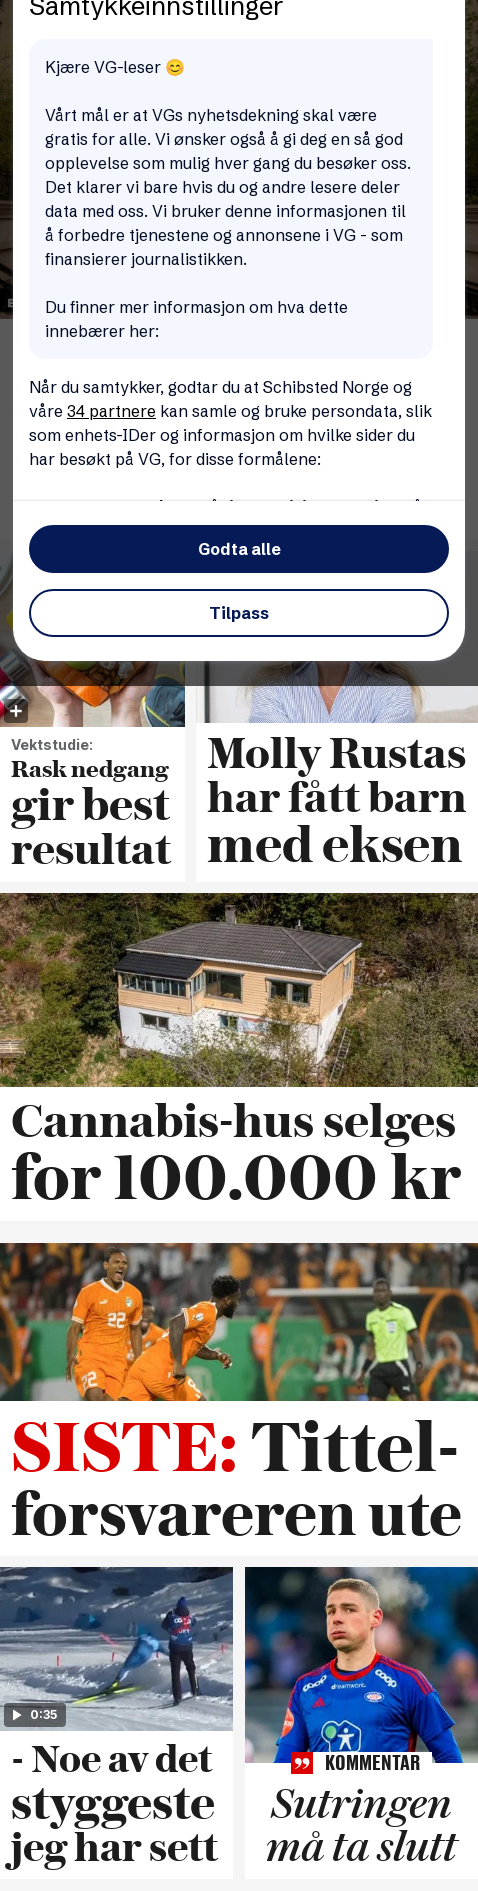 Samtykkeinnstillinger
Kjære VG-leser 😊
Vårt mål er at VGs nyhetsdekning skal være
gratis for alle. Vi ønsker også å gi deg en så god
opplevelse som mulig hver gang du besøker oss.
Det klarer vi bare hvis du og andre lesere deler
data med oss. Vi bruker denne informasjonen til
å forbedre tjenestene og annonsene i VG - som
finansierer journalistikken.
Du finner mer informasjon om hva dette
innebærer her:
Når du samtykker, godtar du at Schibsted Norge og
våre 34 partnere kan samle og bruke persondata, slik
som enhets-IDer og informasjon om hvilke sider du
har besøkt på VG, for disse formålene:
Godta alle
Tilpass
Vektstudie:
Rask nedgang
gir best
resultat
Molly Rustas
har fått barn
med eksen
Cannabis-hus selges
for 100.000 kr
22
22
SISTE: Tittel-
forsvareren ute
0:35
- Noe av det
styggeste
jeg har sett
coop
coop
dreamwont.
OBOS
KOMMENTAR
Sutringen
må ta slutt